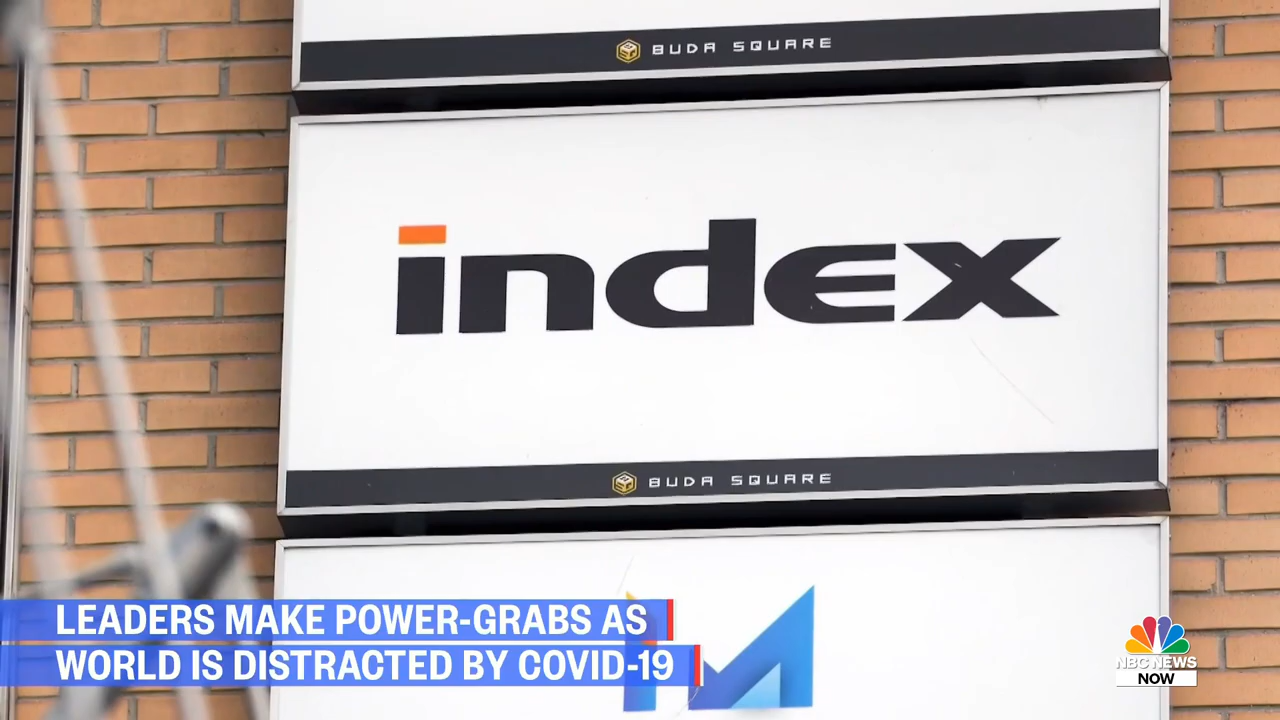 BUDA SQUARE
index
BUDA SQUARE
LEADERS MAKE POWER-GRABS AS
WORLD IS DISTRACTED BY COVID-19
NBC NEWS
NOW